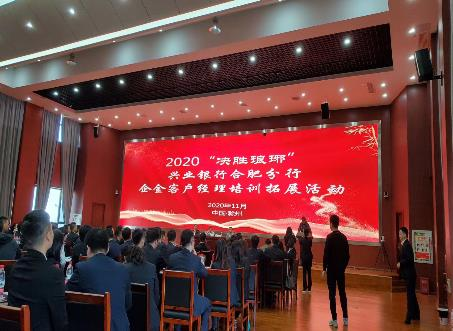 2020 “决胜琅琊”
兴业银行合肥分行
企金客户经理培训拓展活动
2020年11月
中国·滁州